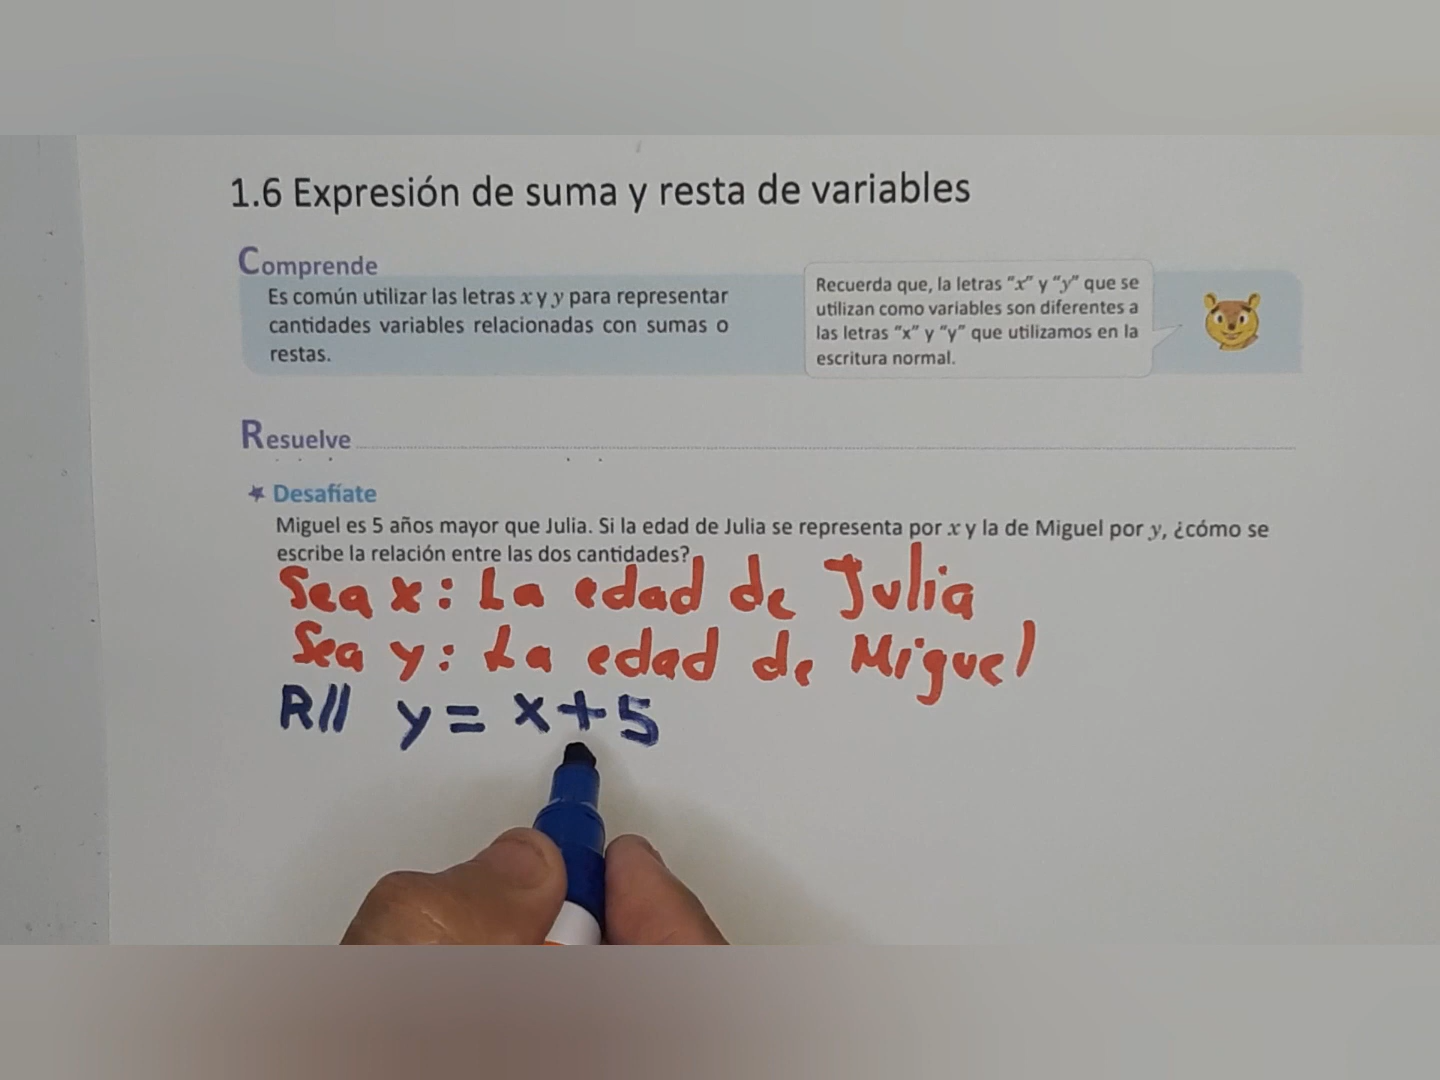 1.6 Expresión de suma y resta de variables
Comprende
Es común utilizar las letras x y y para representar
cantidades variables relacionadas con sumas o
restas.
Recuerda que, la letras “x” y “y” que se
utilizan como variables son diferentes a
las letras “x” y “y” que utilizamos en la
escritura normal.
Resuelve
★ Desafíate
Miguel es 5 años mayor que Julia. Si la edad de Julia se representa por x y la de Miguel por y, ¿cómo se
escribe la relación entre las dos cantidades?
Sea x: La edad de Julia
Sea y: La edad de Miguel
R// y = x + 5